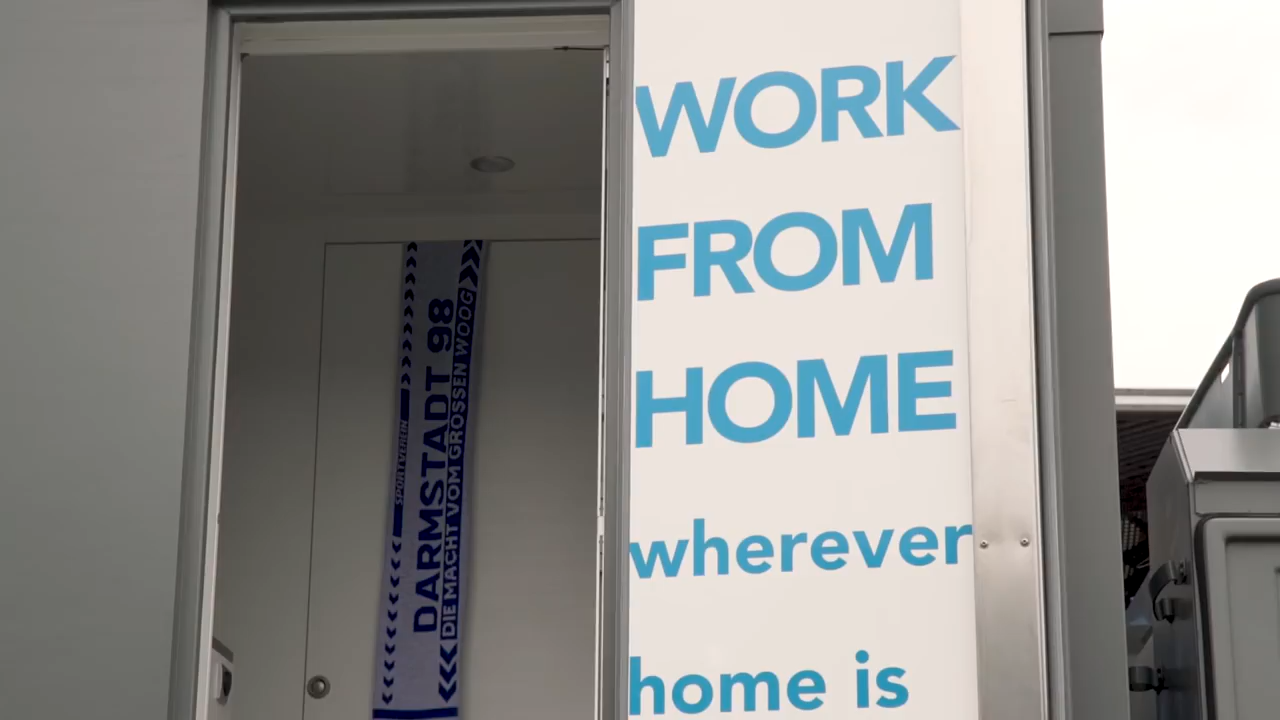 SPORTVEREIN
DARMSTADT 98
DIE MACHT VOM GROSSEN WOOG
WORK
FROM
HOME
wherever
home is